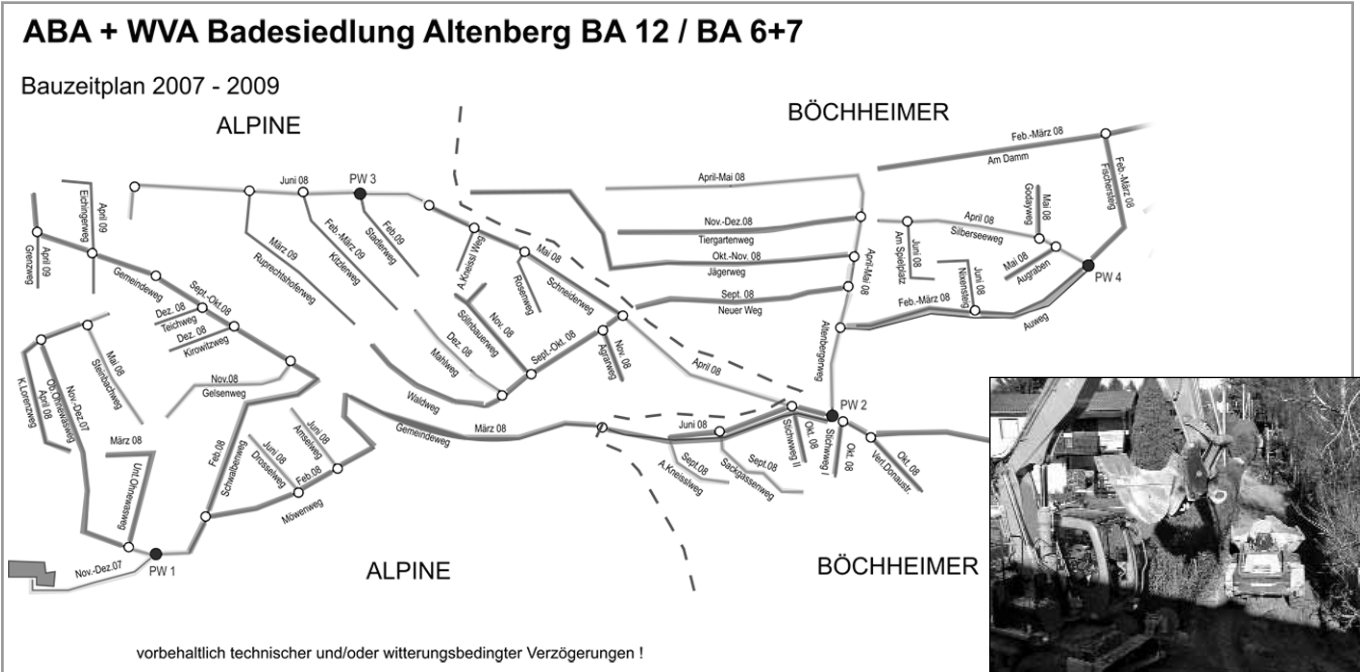 ABA + WVA Badesiedlung Altenberg BA 12 / BA 6+7
Bauzeitplan 2007 - 2009
ALPINE
BÖCHHEIMER
Eichingerweg
April 09
Grenzweg
April 09
Gemeindeweg
Sept.-Okt.08
Dez. 08
Teichweg
Dez. 08
Kirowitzweg
Nov.08
Gelsenweg
Mai 08
Steinbachweg
K.Lorenzweg
April 08
Ob.Ohnewasweg
Nov.-Dez.07
März 08
Unt.Ohnewasweg
Nov.-Dez.07
PW 1
Feb.08
Schwalbenweg
Juni 08
Amselweg
Juni 08
Drosselweg
Feb.08
Möwenweg
Juni 08
PW 3
März 09
Ruprechtshoferweg
Feb.-März 09
Kitzlerweg
Feb.09
Stadlerweg
A.Kneissl Weg
Rosenweg
Mai 08
Schneiderweg
Nov. 08
Söllnbauerweg
Dez. 08
Mahlweg
Sept.-Okt. 08
Nov. 08
Agrarweg
Waldweg
Gemeindeweg
März 08
April 08
April-Mai 08
Nov.-Dez.08
Tiergartenweg
Okt.-Nov. 08
Jägerweg
Sept. 08
Neuer Weg
April-Mai 08
Altenbergerweg
Feb.-März 08
Am Damm
Feb.-März 08
Fischersteig
Mai 08
Godayweg
April 08
Silberseeweg
Juni 08
Am Spielplatz
Mai 08
Augraben
Juni 08
Nixensteig
PW 4
Feb.-März 08
Auweg
PW 2
Juni 08
Sept.08
A.Kneisslweg
Sept.08
Sackgassenweg
Okt. 08
Stichweg II
Stichweg I
Okt. 08
Okt. 08
Verl.Donaustr.
ALPINE
BÖCHHEIMER
vorbehaltlich technischer und/oder witterungsbedingter Verzögerungen !